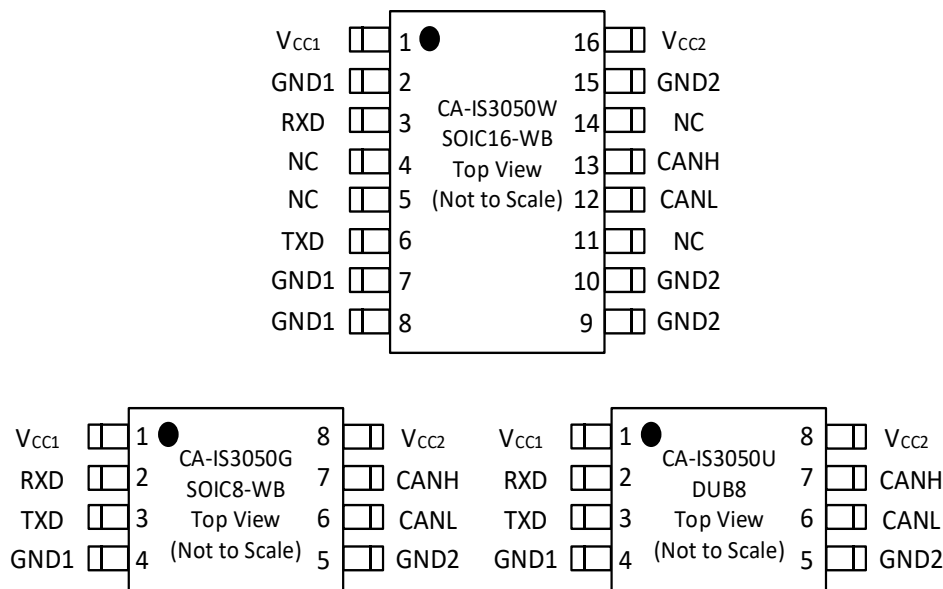 VCC1 1 16 VCC2
GND1 2 15 GND2
RXD 3 CA-IS3050W 14 NC
SOIC16-WB
NC 4 Top View 13 CANH
NC 5 (Not to Scale) 12 CANL
TXD 6 11 NC
GND1 7 10 GND2
GND1 8 9 GND2
VCC1 1 8 VCC2
RXD 2 CA-IS3050G 7 CANH
SOIC8-WB
TXD 3 Top View 6 CANL
GND1 4 (Not to Scale) 5 GND2
VCC1 1 8 VCC2
RXD 2 CA-IS3050U 7 CANH
DUB8
TXD 3 Top View 6 CANL
GND1 4 (Not to Scale) 5 GND2